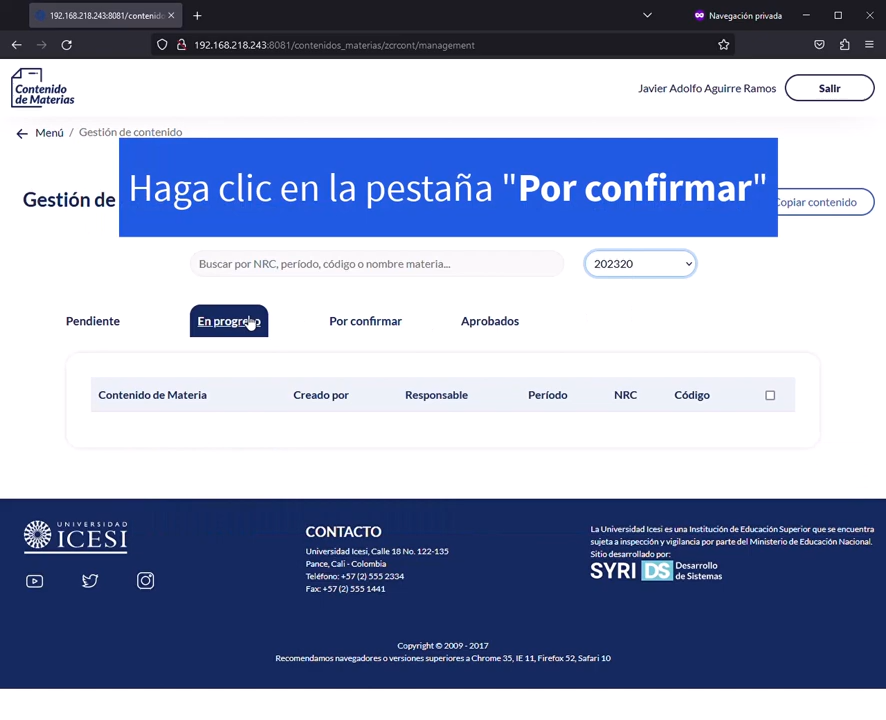 192.168.218.243:8081/contenido
Navegación privada
192.168.218.243:8081/contenidos_materias/zcrcont/management
Contenido
de Materias
Javier Adolfo Aguirre Ramos
Salir
Menú / Gestión de contenido
Haga clic en la pestaña "Por confirmar"
Gestión de
Copiar contenido
Buscar por NRC, período, código o nombre materia...
202320
Pendiente
En progreso
Por confirmar
Aprobados
Contenido de Materia
Creado por
Responsable
Período
NRC
Código
UNIVERSIDAD
ICESI
CONTACTO
Universidad Icesi, Calle 18 No. 122-135
Pance, Cali - Colombia
Teléfono: +57 (2) 555 2334
Fax: +57 (2) 555 1441
La Universidad Icesi es una Institución de Educación Superior que se encuentra
sujeta a inspección y vigilancia por parte del Ministerio de Educación Nacional.
Sitio desarrollado por:
SYRI DS Desarrollo
de Sistemas
Copyright © 2009 - 2017
Recomendamos navegadores o versiones superiores a Chrome 35, IE 11, Firefox 52, Safari 10